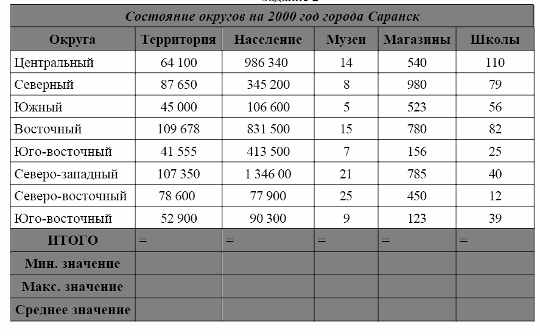 Состояние округов на 2000 год города Саранск
Округа Территория Население Музеи Магазины Школы
Центральный 64 100 986 340 14 540 110
Северный 87 650 345 200 8 980 79
Южный 45 000 106 600 5 523 56
Восточный 109 678 831 500 15 780 82
Юго-восточный 41 555 413 500 7 156 25
Северо-западный 107 350 1 346 00 21 785 40
Северо-восточный 78 600 77 900 25 450 12
Юго-восточный 52 900 90 300 9 123 39
ИТОГО = = = = =
Мин. значение
Макс. значение
Среднее значение